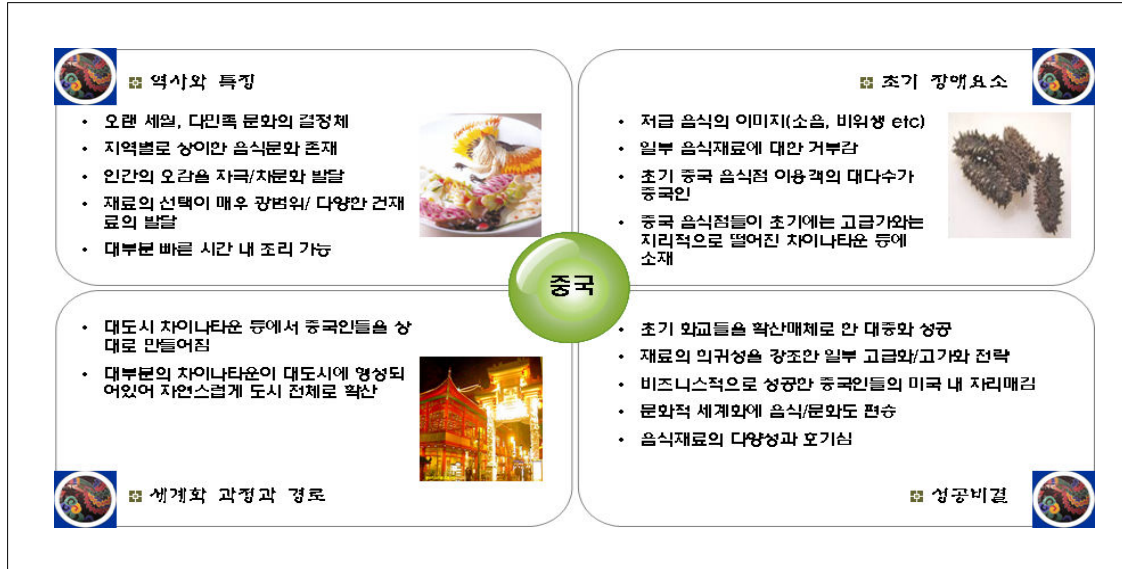 역사와 특징
• 오랜 세월, 다민족 문화의 결정체
• 지역별로 상이한 음식문화 존재
• 인간의 오감을 자극/차문화 발달
• 재료의 선택이 매우 광범위/ 다양한 건재
료의 발달
• 대부분 빠른 시간 내 조리 가능
초기 장애요소
• 저급 음식의 이미지(소음, 비위생 etc)
• 일부 음식재료에 대한 거부감
• 초기 중국 음식점 이용객의 대다수가
중국인
• 중국 음식점들이 초기에는 고급가와는
지리적으로 떨어진 차이나타운 등에
소재
중국
• 대도시 차이나타운 등에서 중국인들을 상
대로 만들어짐
• 대부분의 차이나타운이 대도시에 형성되
어있어 자연스럽게 도시 전체로 확산
세계화 과정과 경로
• 초기 화교들을 확산매체로 한 대중화 성공
• 재료의 희귀성을 강조한 일부 고급화/고가화 전략
• 비즈니스적으로 성공한 중국인들의 미국 내 자리매김
• 문화적 세계화에 음식/문화도 편승
• 음식재료의 다양성과 호기심
성공비결